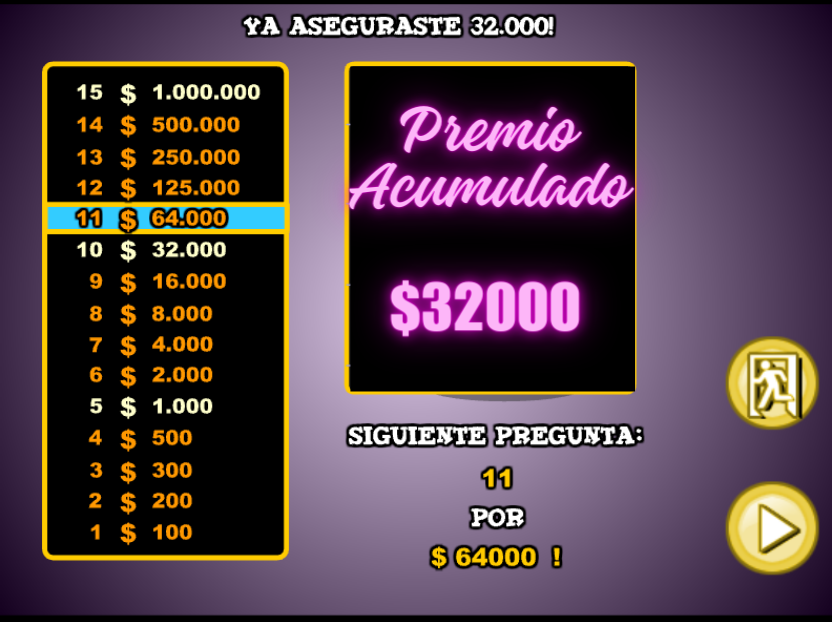 YA ASEGURASTE 32.000!
15 $ 1.000.000
14 $ 500.000
13 $ 250.000
12 $ 125.000
11 $ 64.000
10 $ 32.000
9 $ 16.000
8 $ 8.000
7 $ 4.000
6 $ 2.000
5 $ 1.000
4 $ 500
3 $ 300
2 $ 200
1 $ 100
Premio
Acumulado
$32000
SIGUIENTE PREGUNTA:
11
POR
$ 64000 !